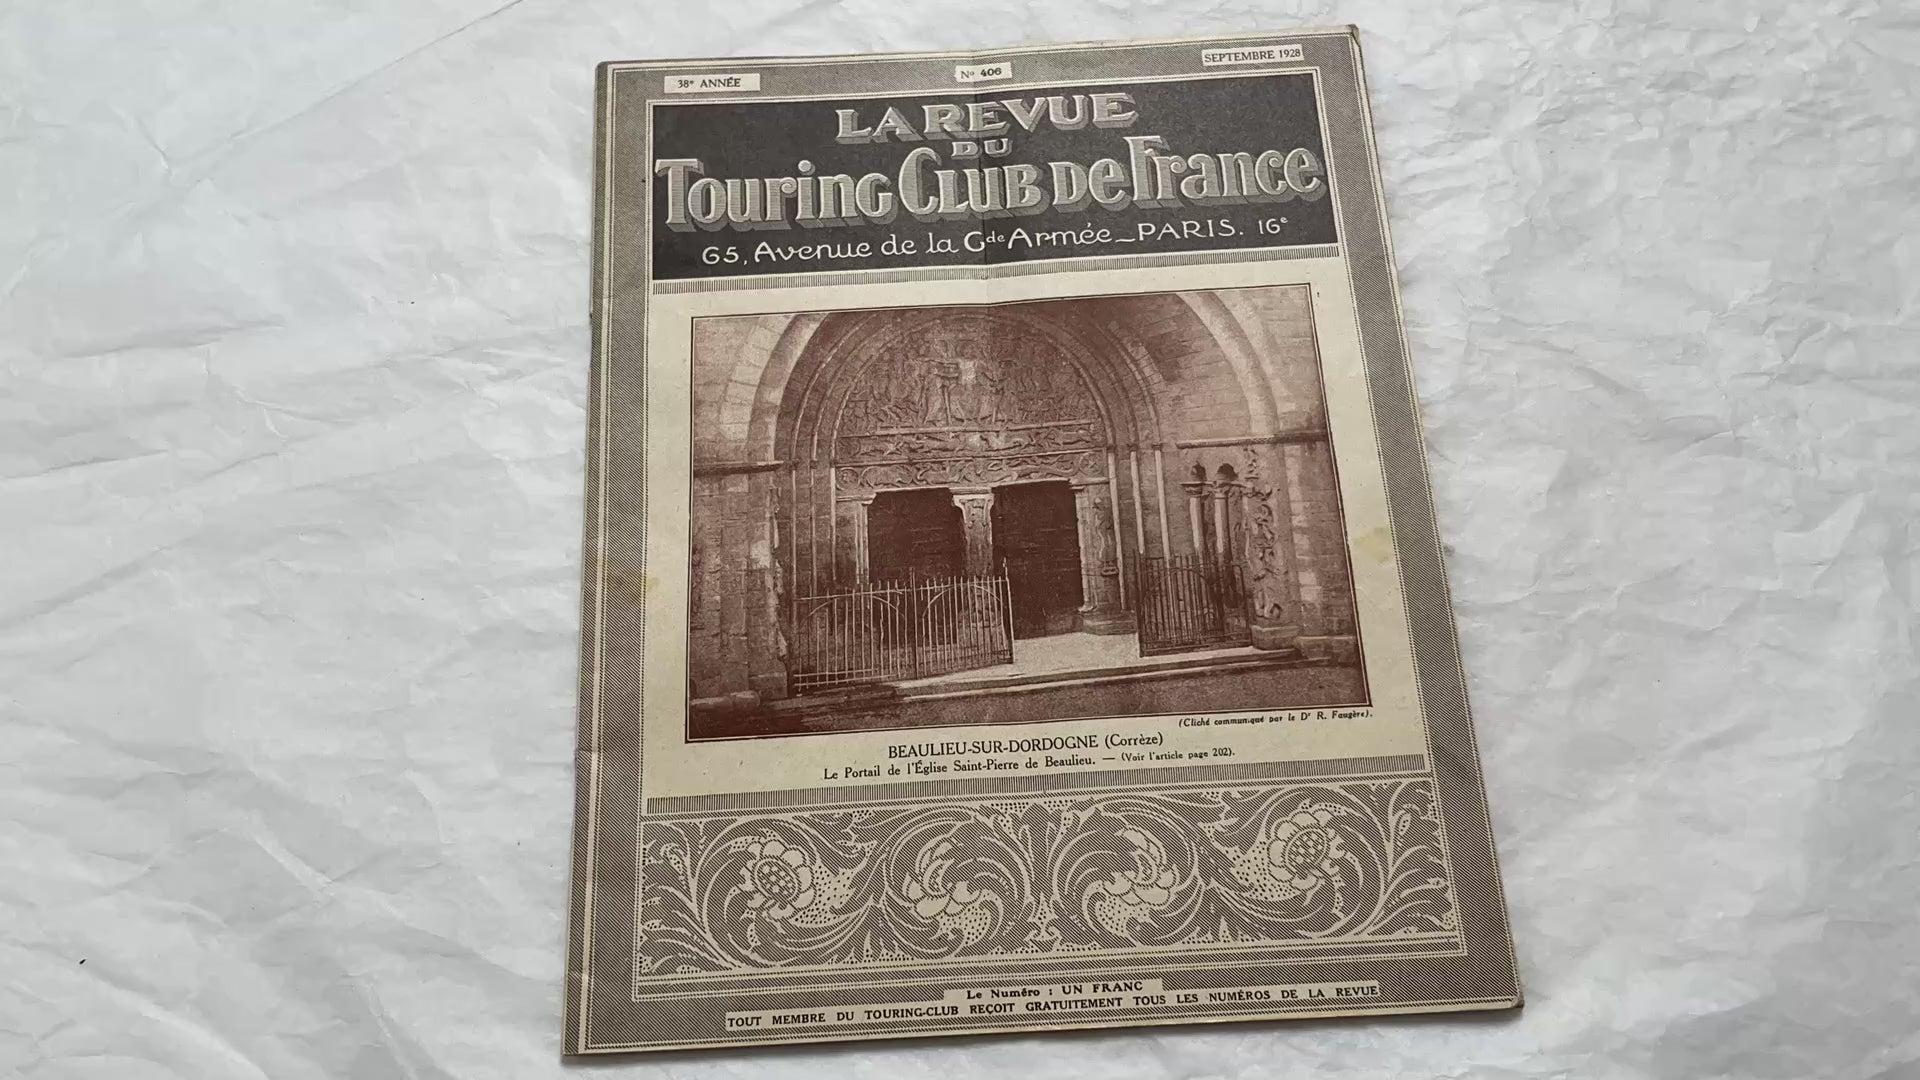 38e ANNÉE
No 406
SEPTEMBRE 1928
LA REVUE
DU
Touring Club de France
65, Avenue de la Gde Armée _ PARIS. 16e
(Cliché communiqué par le Dr R. Faugère).
BEAULIEU-SUR-DORDOGNE (Corrèze)
Le Portail de l'Église Saint-Pierre de Beaulieu. — (Voir l'article page 202).
Le Numéro : UN FRANC
TOUT MEMBRE DU TOURING-CLUB REÇOIT GRATUITEMENT TOUS LES NUMÉROS DE LA REVUE